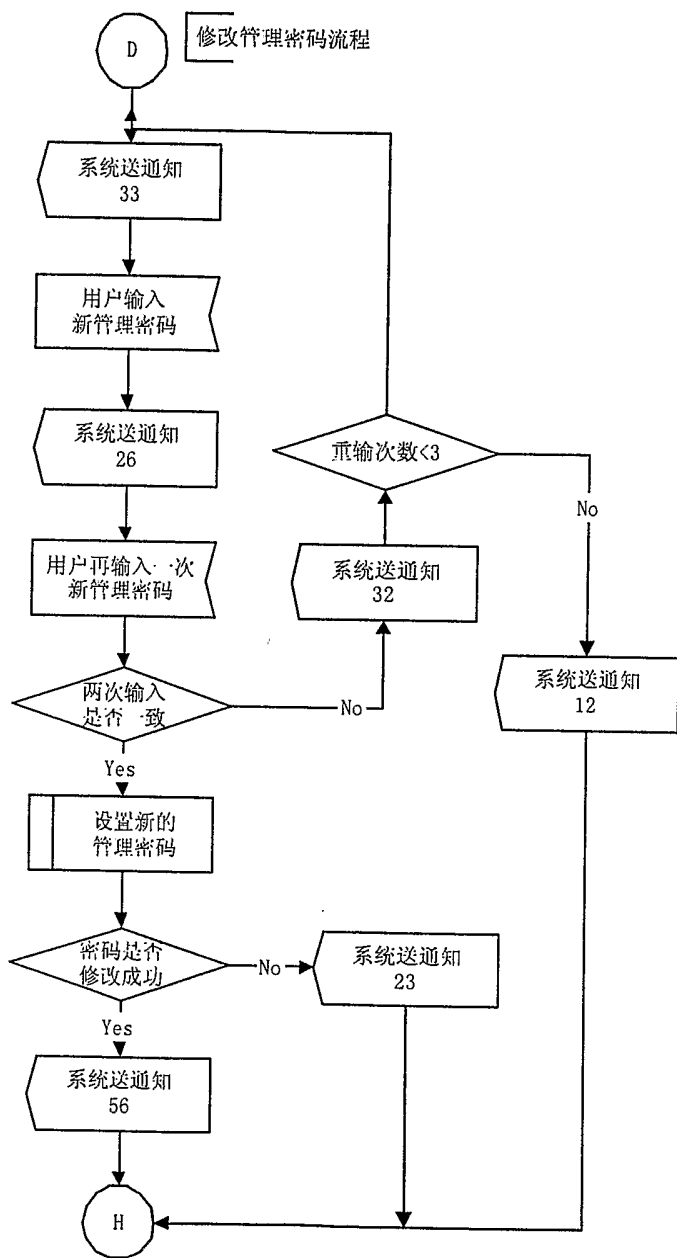 D
修改管理密码流程
系统送通知
33
用户输入
新管理密码
系统送通知
26
重输次数<3
No
用户再输入一次
新管理密码
系统送通知
32
两次输入
是否一致
No
系统送通知
12
Yes
设置新的
管理密码
密码是否
修改成功
No
系统送通知
23
Yes
系统送通知
56
H